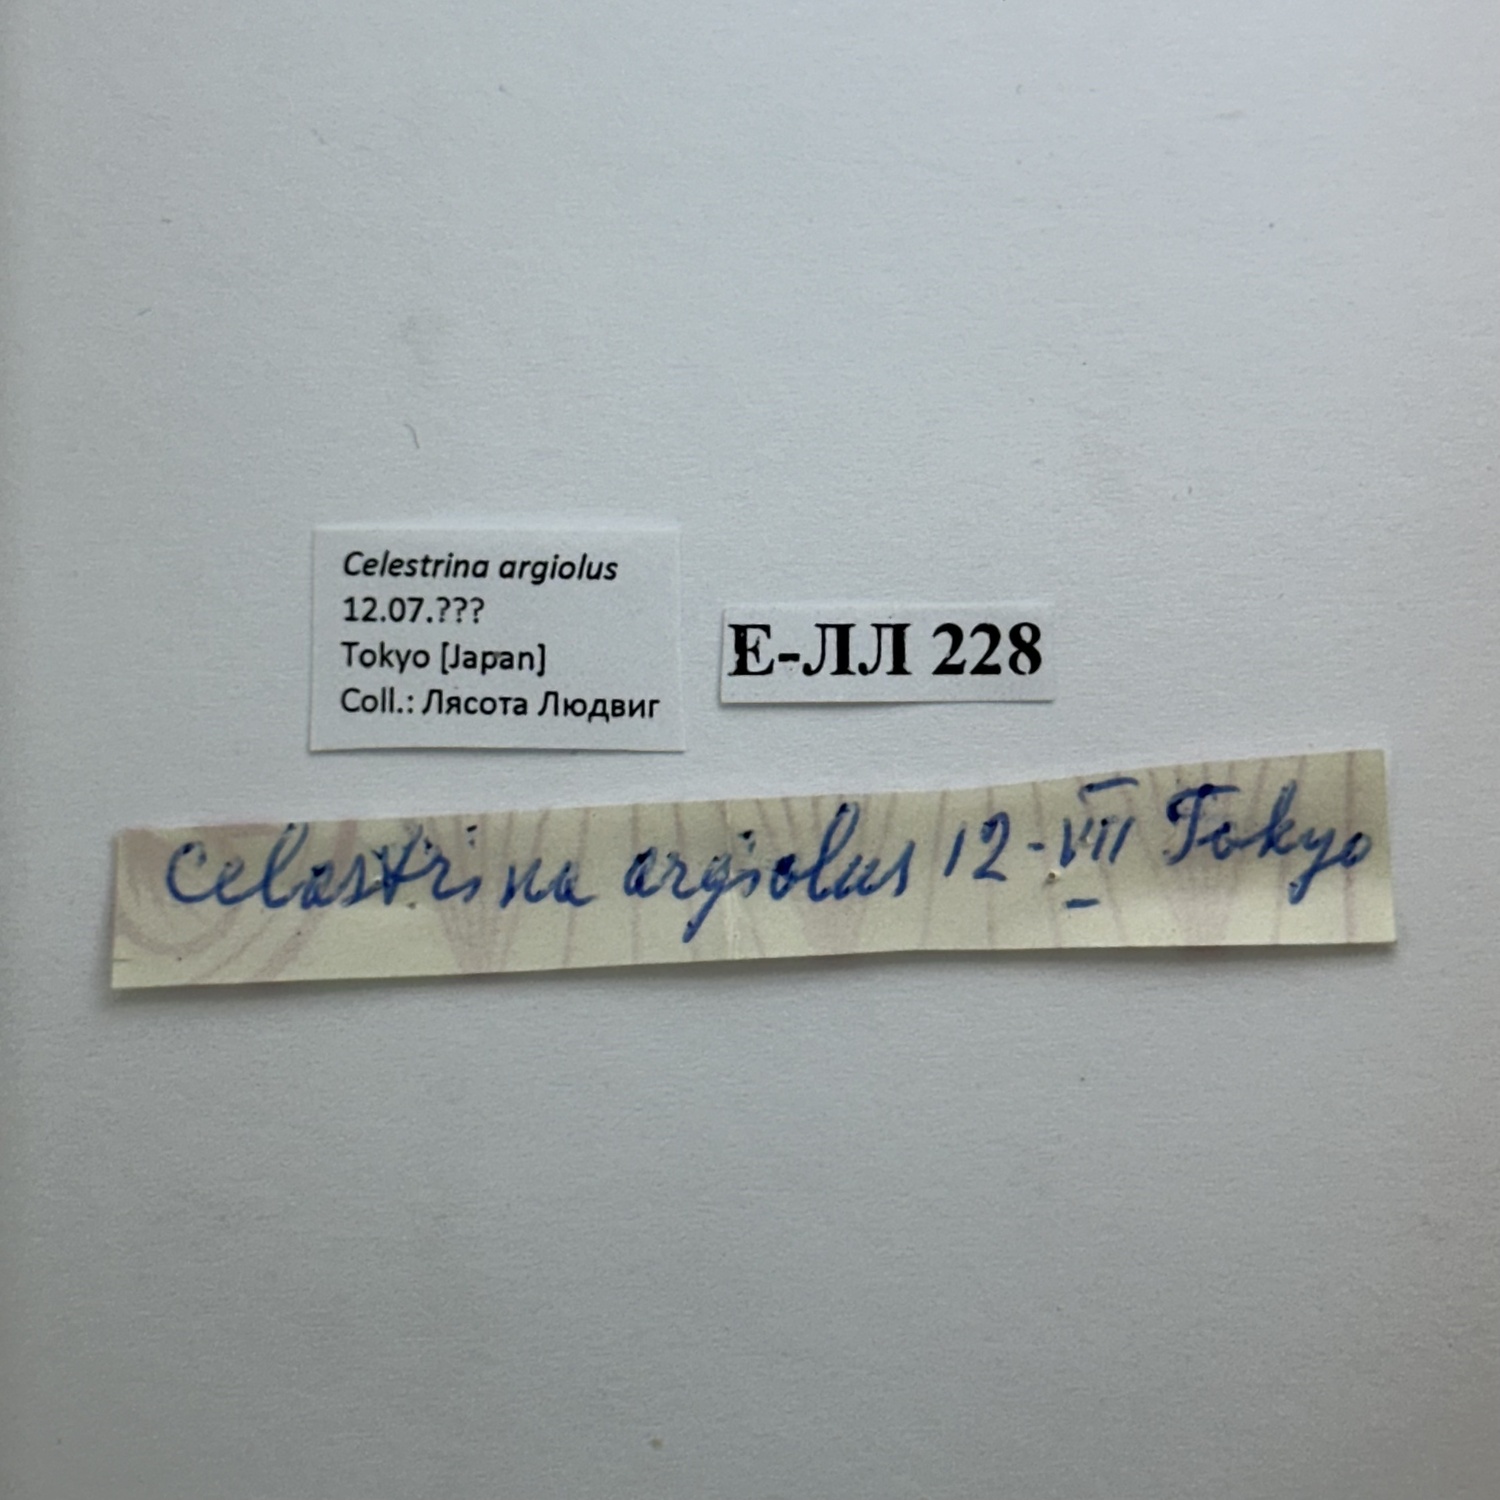 Celestrina argiolus
12.07.???
Tokyo [Japan]
Coll.: Лясота Людвиг
Е-ЛЛ 228
Celastrina argiolus 12-VII Tokyo